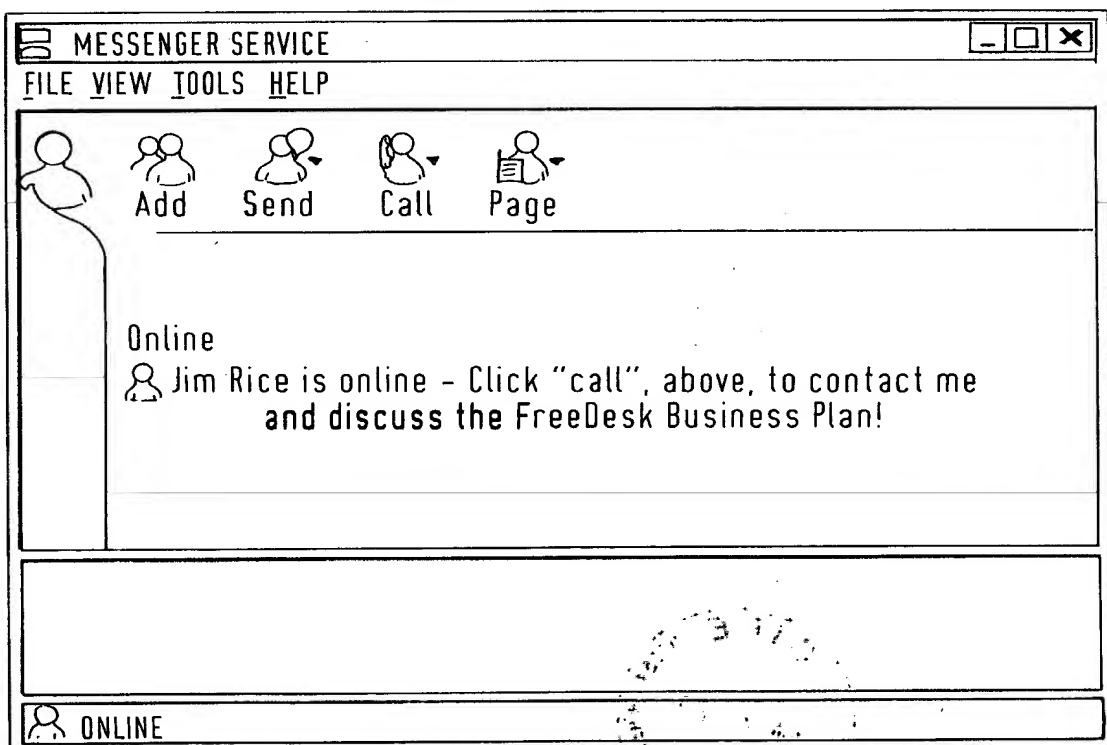 MESSENGER SERVICE
FILE VIEW TOOLS HELP
Add Send Call Page
Online
Jim Rice is online - Click "call", above, to contact me
and discuss the FreeDesk Business Plan!
ONLINE